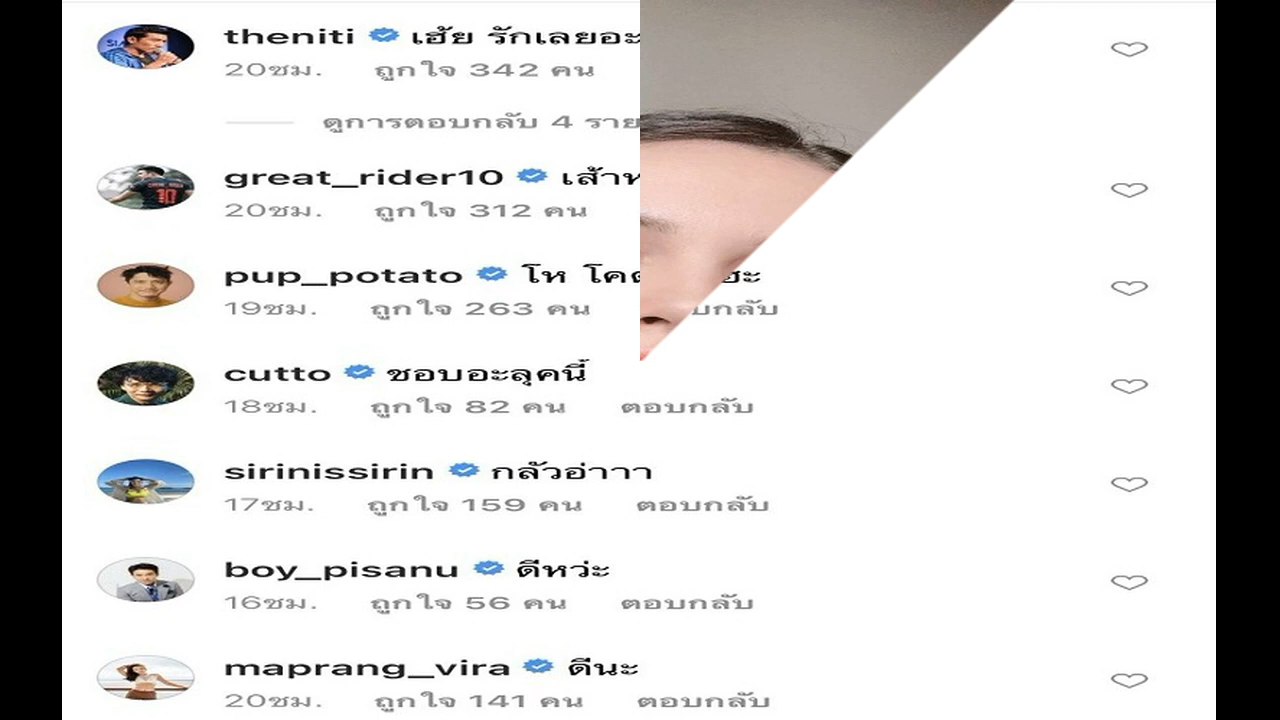 theniti เฮ้ย รักเลยอะ
20ชม. ถูกใจ 342 คน
ดูการตอบกลับ 4 ราย
great_rider10
20ชม. ถูกใจ 312 คน
pup_potato โห
19ชม. ถูกใจ 263 คน
cutto ชอบอะลุคนี้
18ชม. ถูกใจ 82 คน ตอบกลับ
sirinissirin กลัวอ่าาา
17ชม. ถูกใจ 159 คน ตอบกลับ
boy_pisanu ดีหว่ะ
16ชม. ถูกใจ 56 คน ตอบกลับ
maprang_vira ดีนะ
20ชม. ถูกใจ 141 คน ตอบกลับ